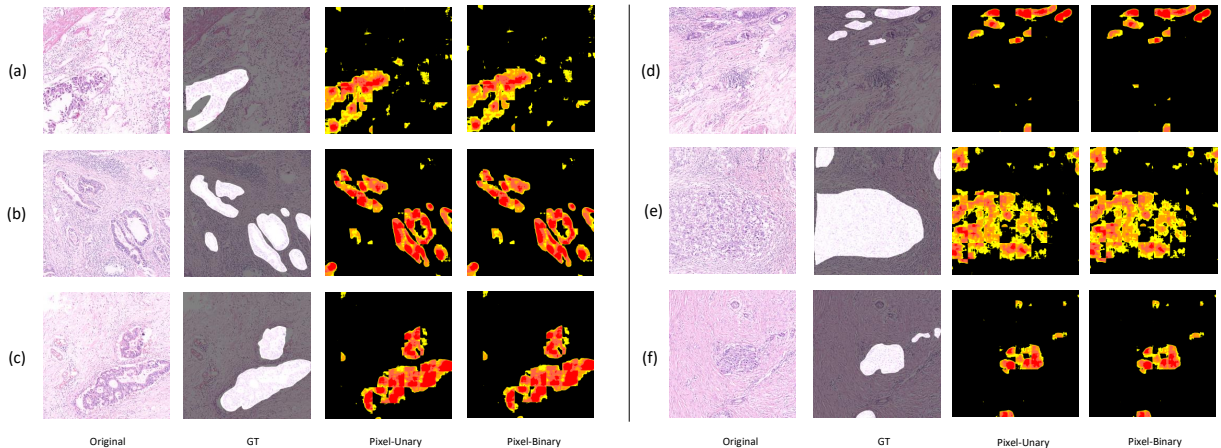 (a)
(b)
(c)
Original GT Pixel-Unary Pixel-Binary
(d)
(e)
(f)
Original GT Pixel-Unary Pixel-Binary